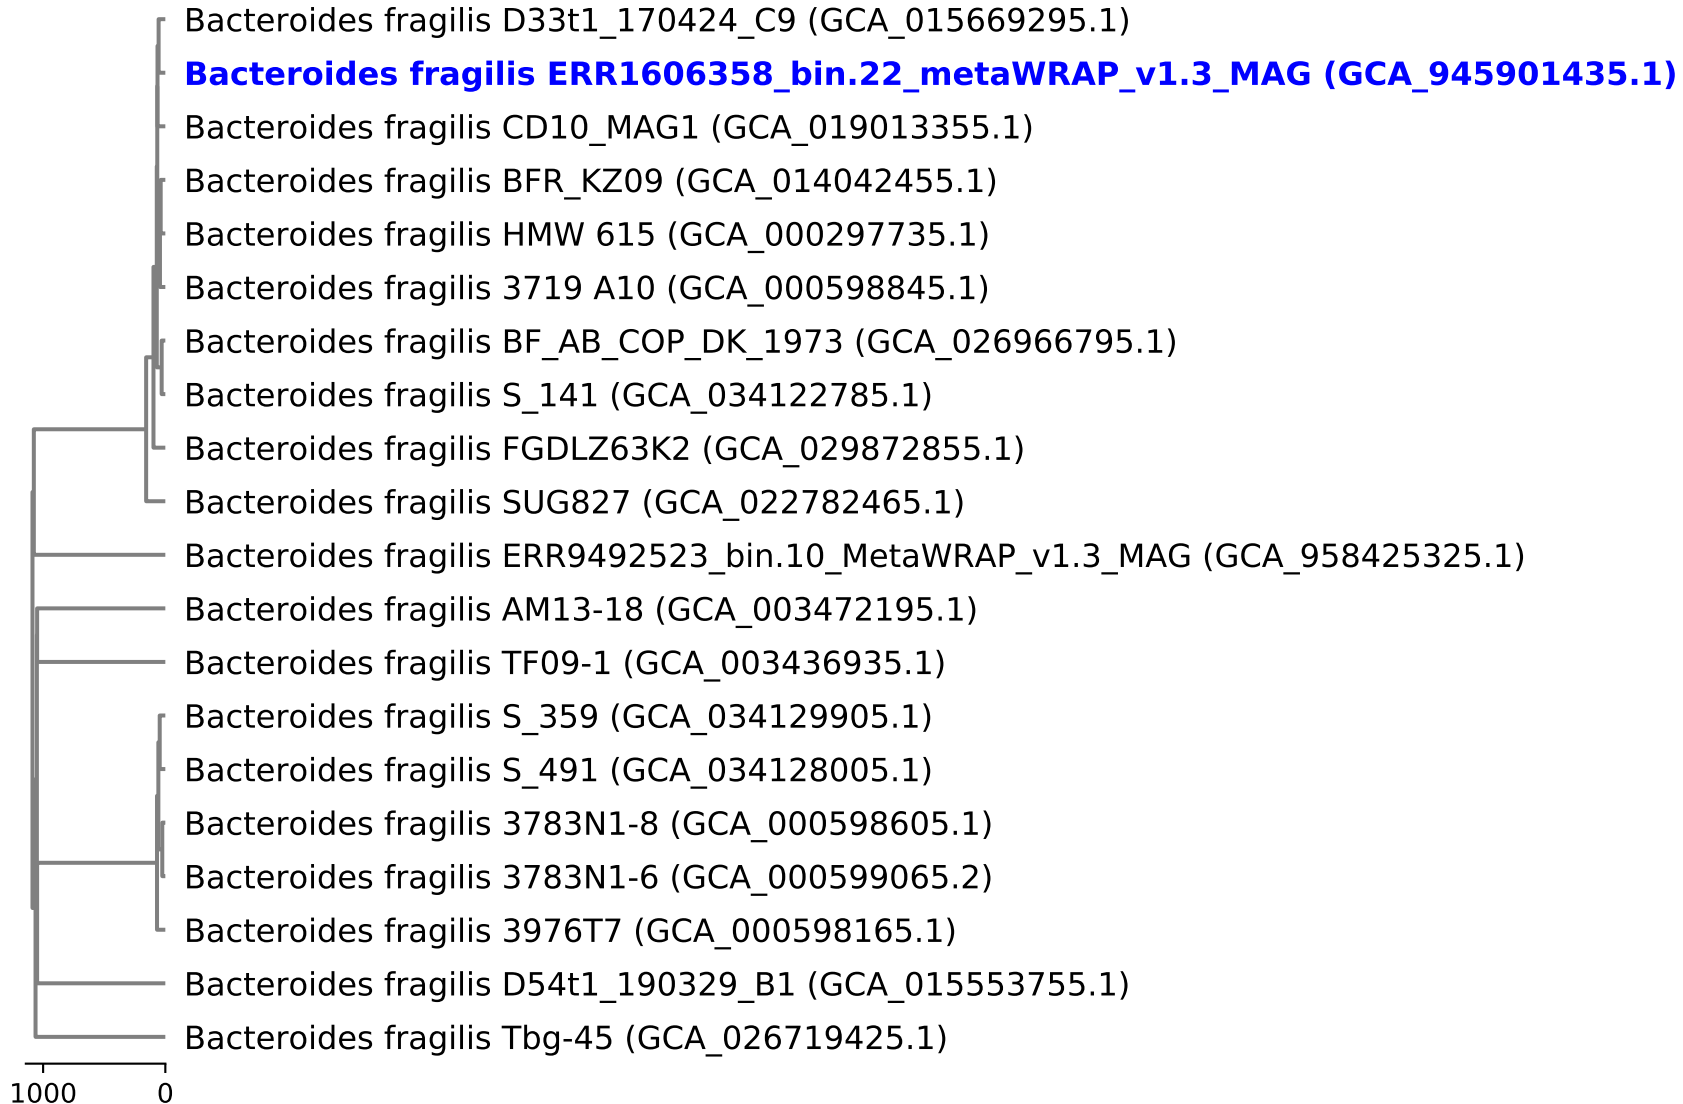 Bacteroides fragilis D33t1_170424_C9 (GCA_015669295.1)
Bacteroides fragilis ERR1606358_bin.22_metaWRAP_v1.3_MAG (GCA_945901435.1)
Bacteroides fragilis CD10_MAG1 (GCA_019013355.1)
Bacteroides fragilis BFR_KZ09 (GCA_014042455.1)
Bacteroides fragilis HMW 615 (GCA_000297735.1)
Bacteroides fragilis 3719 A10 (GCA_000598845.1)
Bacteroides fragilis BF_AB_COP_DK_1973 (GCA_026966795.1)
Bacteroides fragilis S_141 (GCA_034122785.1)
Bacteroides fragilis FGDLZ63K2 (GCA_029872855.1)
Bacteroides fragilis SUG827 (GCA_022782465.1)
Bacteroides fragilis ERR9492523_bin.10_MetaWRAP_v1.3_MAG (GCA_958425325.1)
Bacteroides fragilis AM13-18 (GCA_003472195.1)
Bacteroides fragilis TF09-1 (GCA_003436935.1)
Bacteroides fragilis S_359 (GCA_034129905.1)
Bacteroides fragilis S_491 (GCA_034128005.1)
Bacteroides fragilis 3783N1-8 (GCA_000598605.1)
Bacteroides fragilis 3783N1-6 (GCA_000599065.2)
Bacteroides fragilis 3976T7 (GCA_000598165.1)
Bacteroides fragilis D54t1_190329_B1 (GCA_015553755.1)
Bacteroides fragilis Tbg-45 (GCA_026719425.1)
1000 0